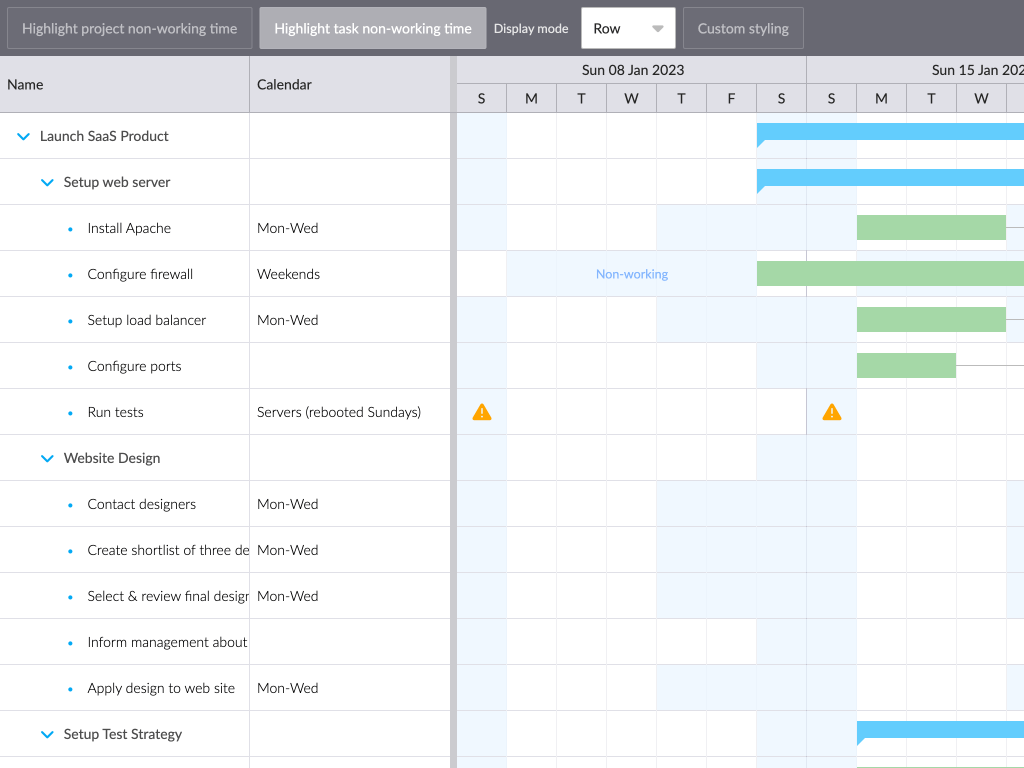 Highlight project non-working time
Highlight task non-working time
Display mode
Row
Custom styling
Name
Calendar
Sun 08 Jan 2023
Sun 15 Jan 202
S M T W T F S S M T W
Launch SaaS Product
Setup web server
Install Apache Mon-Wed
Configure firewall Weekends Non-working
Setup load balancer Mon-Wed
Configure ports
Run tests Servers (rebooted Sundays)
Website Design
Contact designers Mon-Wed
Create shortlist of three de Mon-Wed
Select & review final design Mon-Wed
Inform management about
Apply design to web site Mon-Wed
Setup Test Strategy